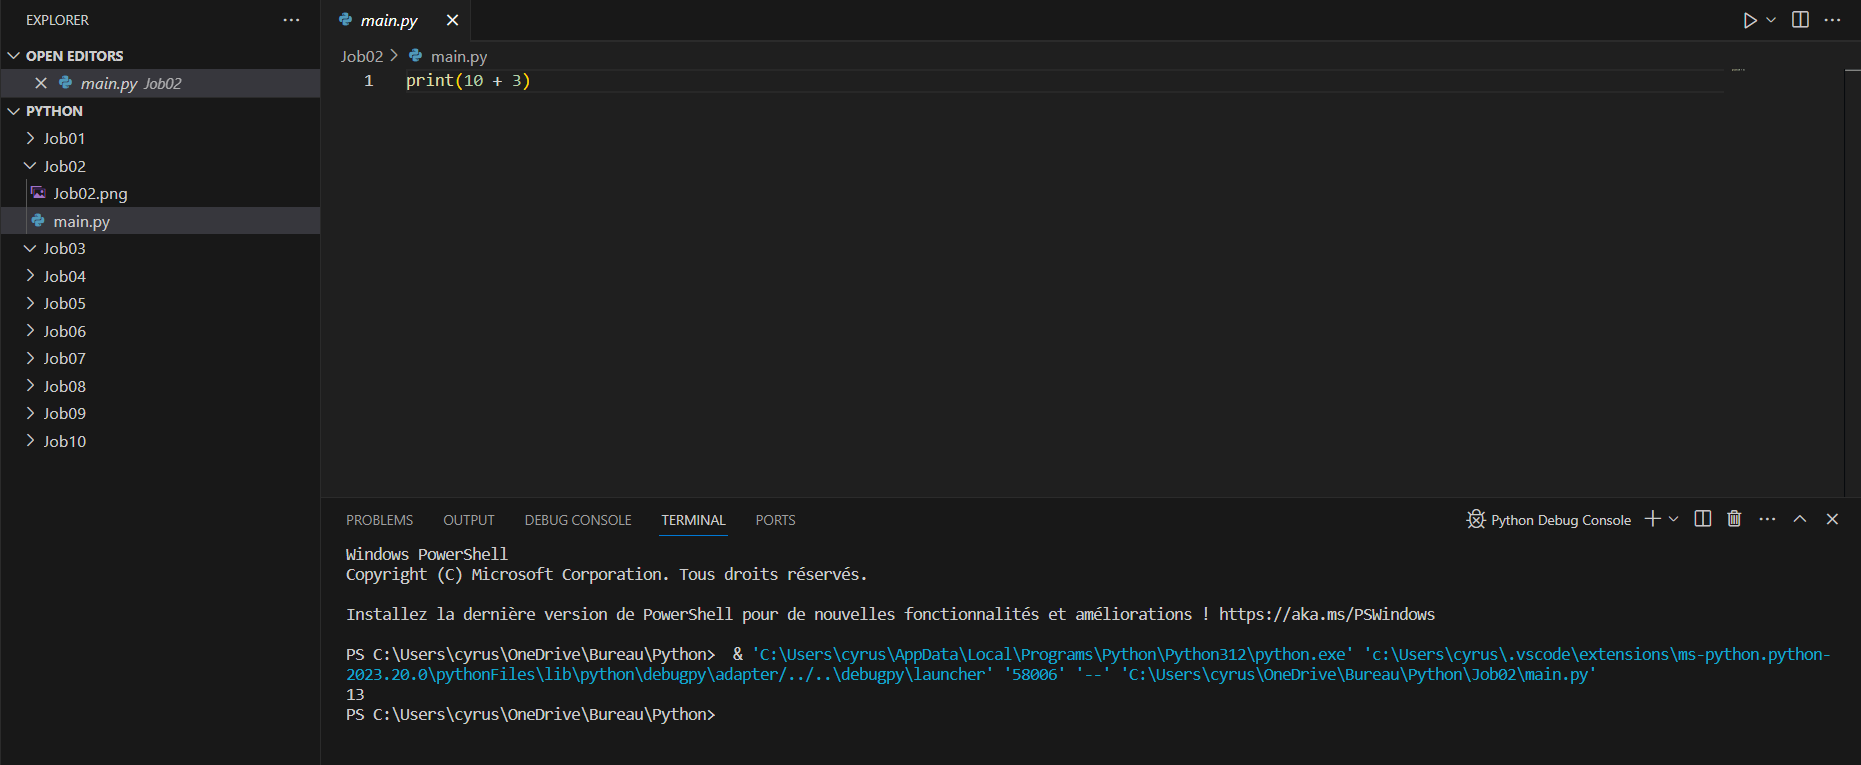 EXPLORER
OPEN EDITORS
main.py Job02
PYTHON
Job01
Job02
Job02.png
main.py
Job03
Job04
Job05
Job06
Job07
Job08
Job09
Job10
main.py
Job02 > main.py
1 print(10 + 3)
PROBLEMS OUTPUT DEBUG CONSOLE TERMINAL PORTS Python Debug Console
Windows PowerShell
Copyright (C) Microsoft Corporation. Tous droits réservés.
Installez la dernière version de PowerShell pour de nouvelles fonctionnalités et améliorations ! https://aka.ms/PSWindows
PS C:\Users\cyrus\OneDrive\Bureau\Python>  & 'C:\Users\cyrus\AppData\Local\Programs\Python\Python312\python.exe' 'c:\Users\cyrus\.vscode\extensions\ms-python.python-
2023.20.0\pythonFiles\lib\python\debugpy\adapter/../..\debugpy\launcher' '58006' '--' 'C:\Users\cyrus\OneDrive\Bureau\Python\Job02\main.py'
13
PS C:\Users\cyrus\OneDrive\Bureau\Python>